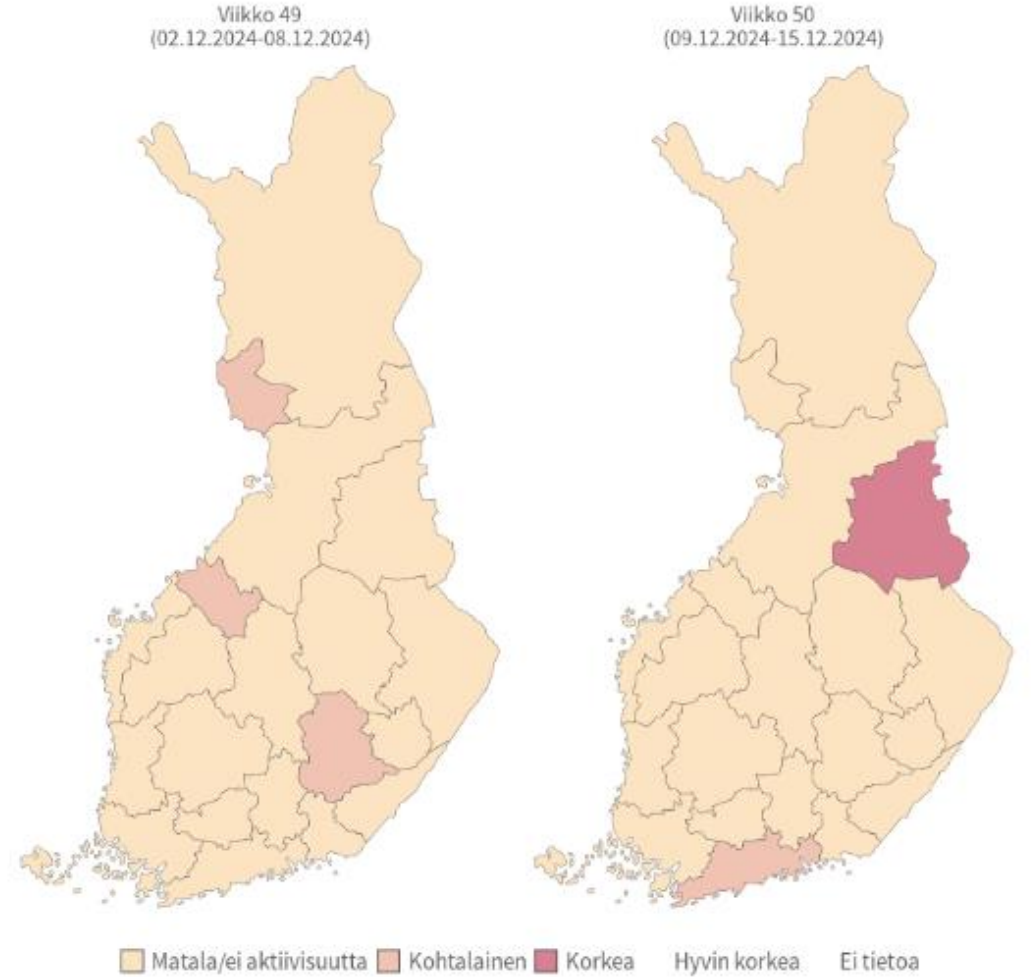 Viikko 49
(02.12.2024-08.12.2024)
Viikko 50
(09.12.2024-15.12.2024)
Matala/ei aktiivisuutta Kohtalainen Korkea Hyvin korkea Ei tietoa